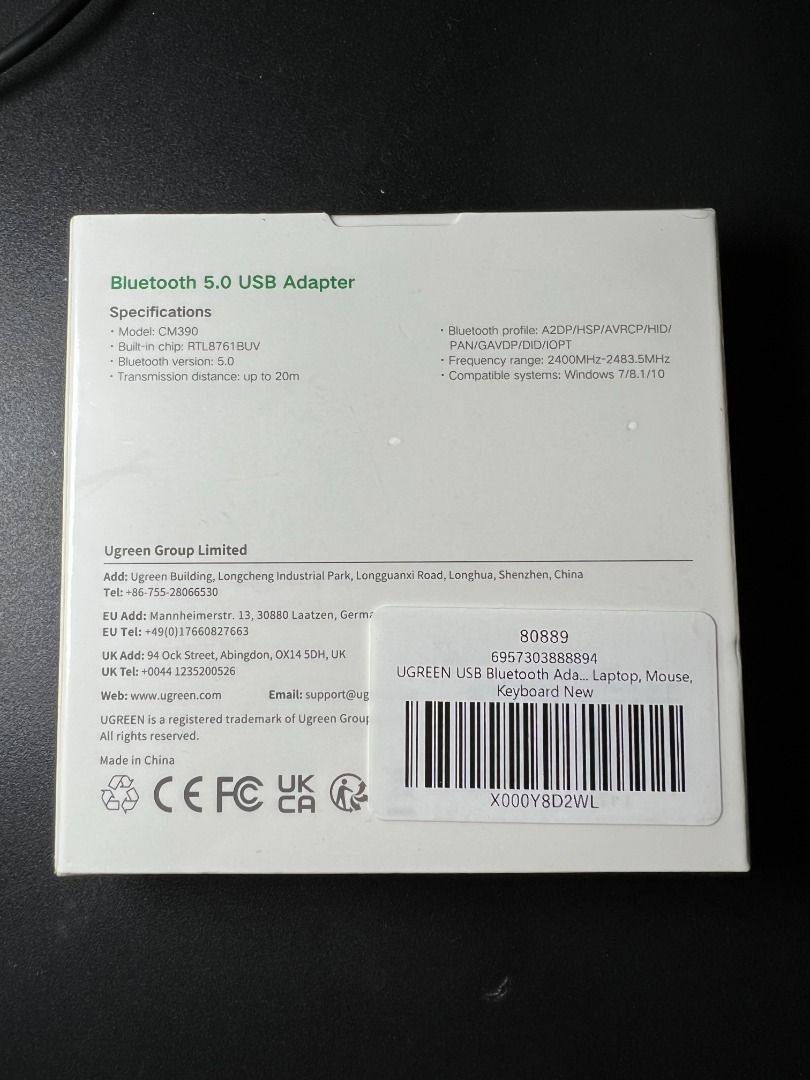 Bluetooth 5.0 USB Adapter
Specifications
· Model: CM390
· Built-in chip: RTL8761BUV
· Bluetooth version: 5.0
· Transmission distance: up to 20m
· Bluetooth profile: A2DP/HSP/AVRCP/HID/
PAN/GAVDP/DID/IOPT
· Frequency range: 2400MHz-2483.5MHz
· Compatible systems: Windows 7/8.1/10
Ugreen Group Limited
Add: Ugreen Building, Longcheng Industrial Park, Longguanxi Road, Longhua, Shenzhen, China
Tel: +86-755-28066530
EU Add: Mannheimerstr. 13, 30880 Laatzen, Germa
EU Tel: +49(0)17660827663
UK Add: 94 Ock Street, Abingdon, OX14 5DH, UK
UK Tel: +0044 1235200526
Web: www.ugreen.com Email: support@ug
UGREEN is a registered trademark of Ugreen Group
All rights reserved.
Made in China
CE FC UK
CA
80889
6957303888894
UGREEN USB Bluetooth Ada... Laptop, Mouse,
Keyboard New
X000Y8D2WL